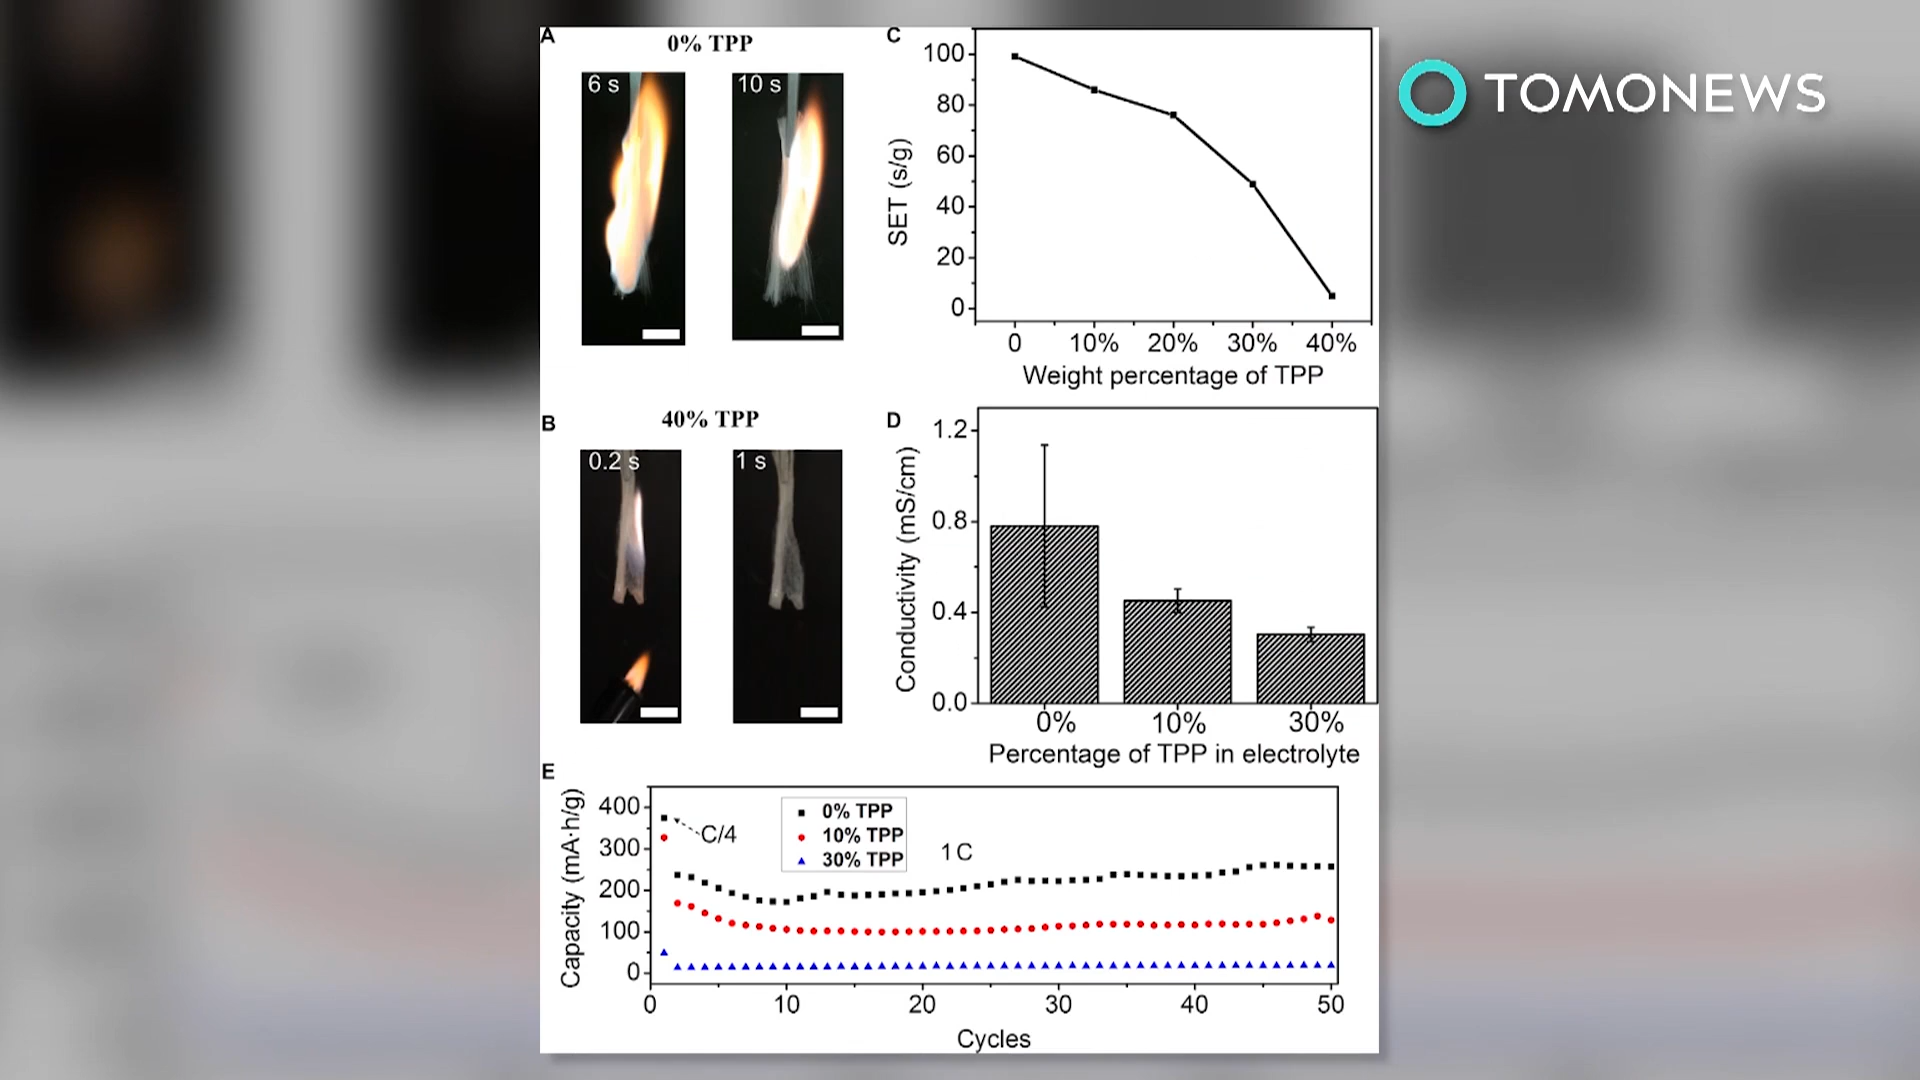 TOMONEWS
A
0% TPP
6 s
10 s
B
40% TPP
0.2 s
1 s
C
SET (s/g)
100
80
60
40
20
0
0 10% 20% 30% 40%
Weight percentage of TPP
D
Conductivity (mS/cm)
1.2
0.8
0.4
0.0
0% 10% 30%
Percentage of TPP in electrolyte
E
Capacity (mA·h/g)
400
300
200
100
0
C/4
0% TPP
10% TPP
30% TPP
1 C
0 10 20 30 40 50
Cycles